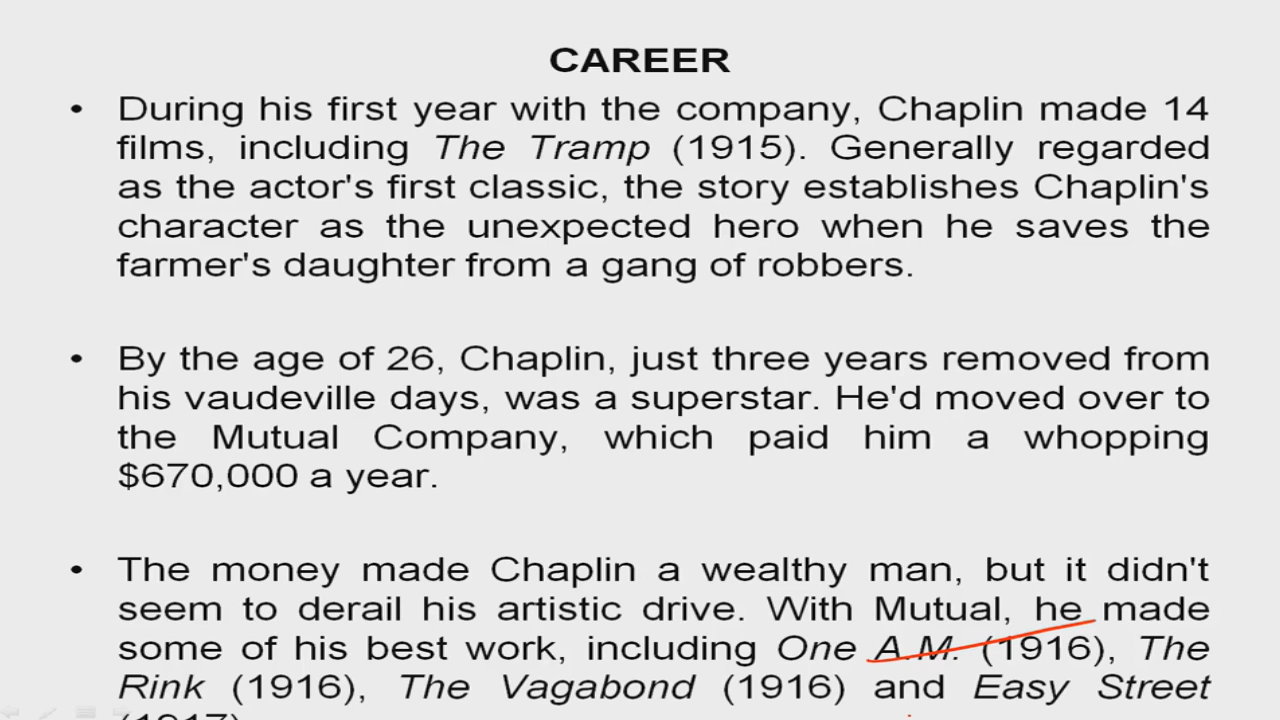 CAREER
• During his first year with the company, Chaplin made 14
films, including The Tramp (1915). Generally regarded
as the actor's first classic, the story establishes Chaplin's
character as the unexpected hero when he saves the
farmer's daughter from a gang of robbers.
• By the age of 26, Chaplin, just three years removed from
his vaudeville days, was a superstar. He'd moved over to
the Mutual Company, which paid him a whopping
$670,000 a year.
• The money made Chaplin a wealthy man, but it didn't
seem to derail his artistic drive. With Mutual, he made
some of his best work, including One A.M. (1916), The
Rink (1916), The Vagabond (1916) and Easy Street
(1917)